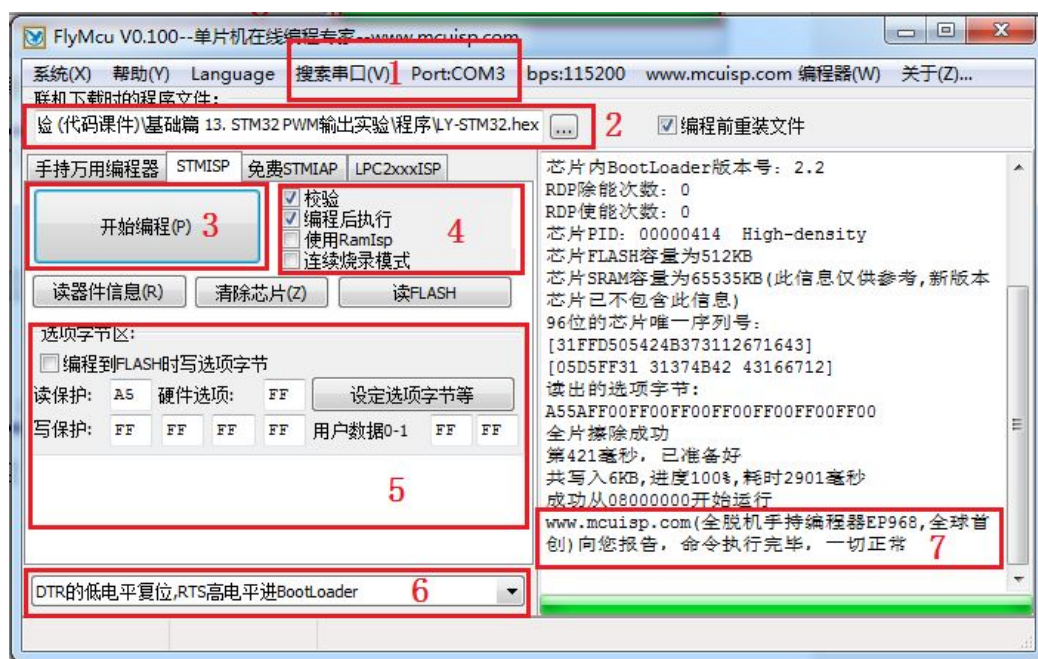 FlyMcu V0.100--单片机在线编程专家--www.mcuisp.com
系统(X) 帮助(Y) Language 搜索串口(V) 1 Port:COM3 bps:115200 www.mcuisp.com 编程器(W) 关于(Z)...
联机下载时的程序文件:
验 (代码课件)\基础篇 13. STM32 PWM输出实验\程序\LY-STM32.hex ... 2 编程前重装文件
手持万用编程器 STMISP 免费STMIAP LPC2xxxISP
开始编程(P) 3
校验
编程后执行
使用RamIsp
连续烧录模式
4
读器件信息(R) 清除芯片(Z) 读FLASH
选项字节区:
编程到FLASH时写选项字节
读保护: A5 硬件选项: FF 设定选项字节等
写保护: FF FF FF FF 用户数据0-1 FF FF
5
DTR的低电平复位,RTS高电平进BootLoader 6
芯片内BootLoader版本号: 2.2
RDP除能次数: 0
RDP使能次数: 0
芯片PID: 00000414 High-density
芯片FLASH容量为512KB
芯片SRAM容量为65535KB(此信息仅供参考,新版本
芯片已不包含此信息)
96位的芯片唯一序列号:
[31FFD505424B373112671643]
[05D5FF31 31374B42 43166712]
读出的选项字节:
A55AFF00FF00FF00FF00FF00FF00FF00
全片擦除成功
第421毫秒, 已准备好
共写入6KB,进度100%,耗时2901毫秒
成功从08000000开始运行
www.mcuisp.com(全脱机手持编程器EP968,全球首
创)向您报告, 命令执行完毕, 一切正常 7